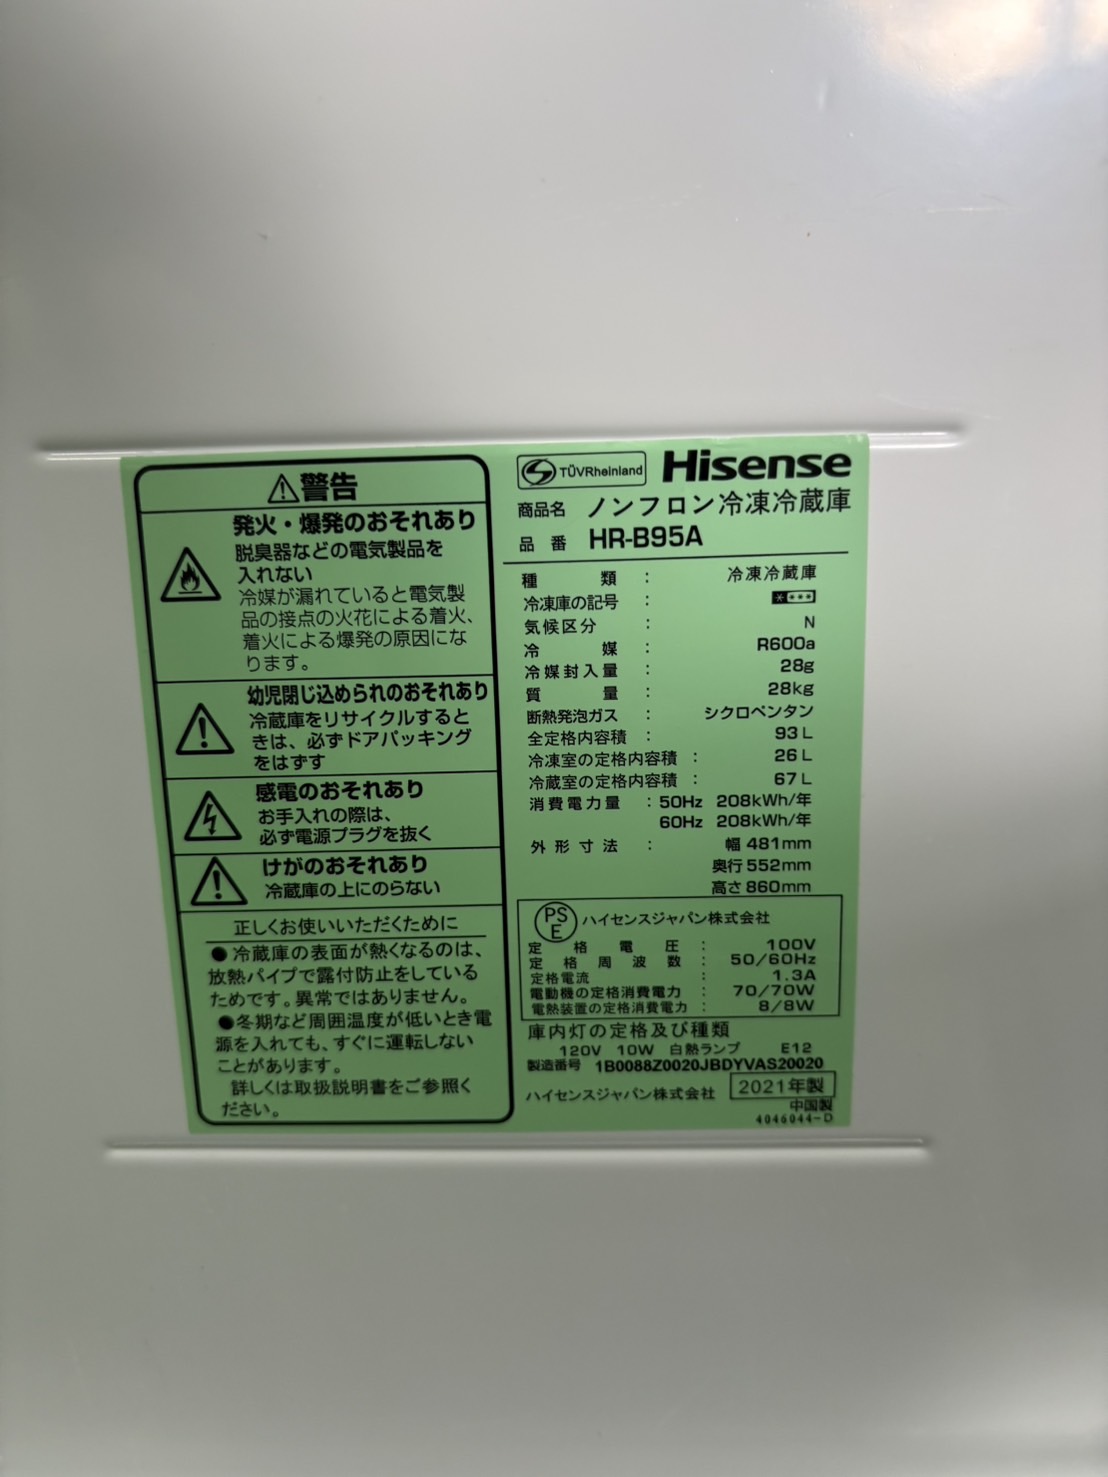 警告
発火・爆発のおそれあり
脱臭器などの電気製品を
入れない
冷媒が漏れていると電気製
品の接点の火花による着火、
着火による爆発の原因にな
ります。
幼児閉じ込められのおそれあり
冷蔵庫をリサイクルすると
きは、必ずドアパッキング
をはずす
感電のおそれあり
お手入れの際は、
必ず電源プラグを抜く
けがのおそれあり
冷蔵庫の上にのらない
正しくお使いいただくために
●冷蔵庫の表面が熱くなるのは、
放熱パイプで露付防止をしている
ためです。異常ではありません。
●冬期など周囲温度が低いとき電
源を入れても、すぐに運転しない
ことがあります。
詳しくは取扱説明書をご参照く
ださい。
TÜVRheinland Hisense
商品名 ノンフロン冷凍冷蔵庫
品番 HR-B95A
種類 : 冷凍冷蔵庫
冷凍庫の記号 :
気候区分 : N
冷媒 : R600a
冷媒封入量 : 28g
質量 : 28kg
断熱発泡ガス : シクロペンタン
全定格内容積 : 93L
冷凍室の定格内容積 : 26L
冷蔵室の定格内容積 : 67L
消費電力量 : 50Hz 208kWh/年
60Hz 208kWh/年
外形寸法 : 幅 481mm
奥行 552mm
高さ 860mm
PS E ハイセンスジャパン株式会社
定格電圧 : 100V
定格周波数 : 50/60Hz
定格電流 : 1.3A
電動機の定格消費電力 : 70/70W
電熱装置の定格消費電力 : 8/8W
庫内灯の定格及び種類
120V 10W 白熱ランプ E12
製造番号 1B0088Z0020JBDYVAS20020
ハイセンスジャパン株式会社 2021年製
中国製
4046044-D